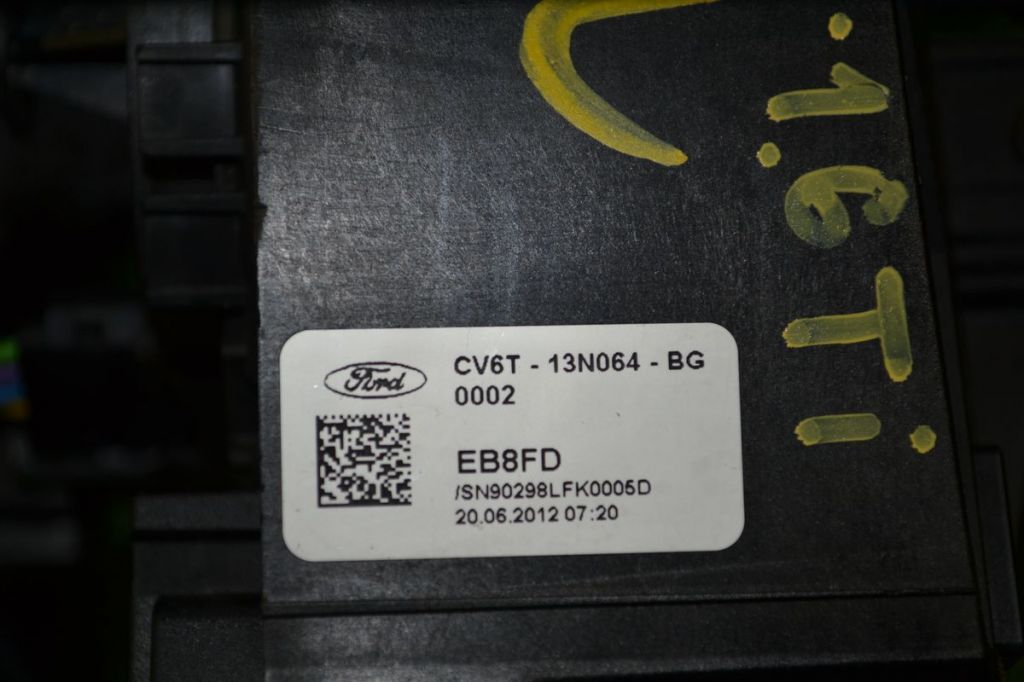 Ford
CV6T - 13N064 - BG
0002
EB8FD
/SN90298LFK0005D
20.06.2012 07:20
1.6Ti